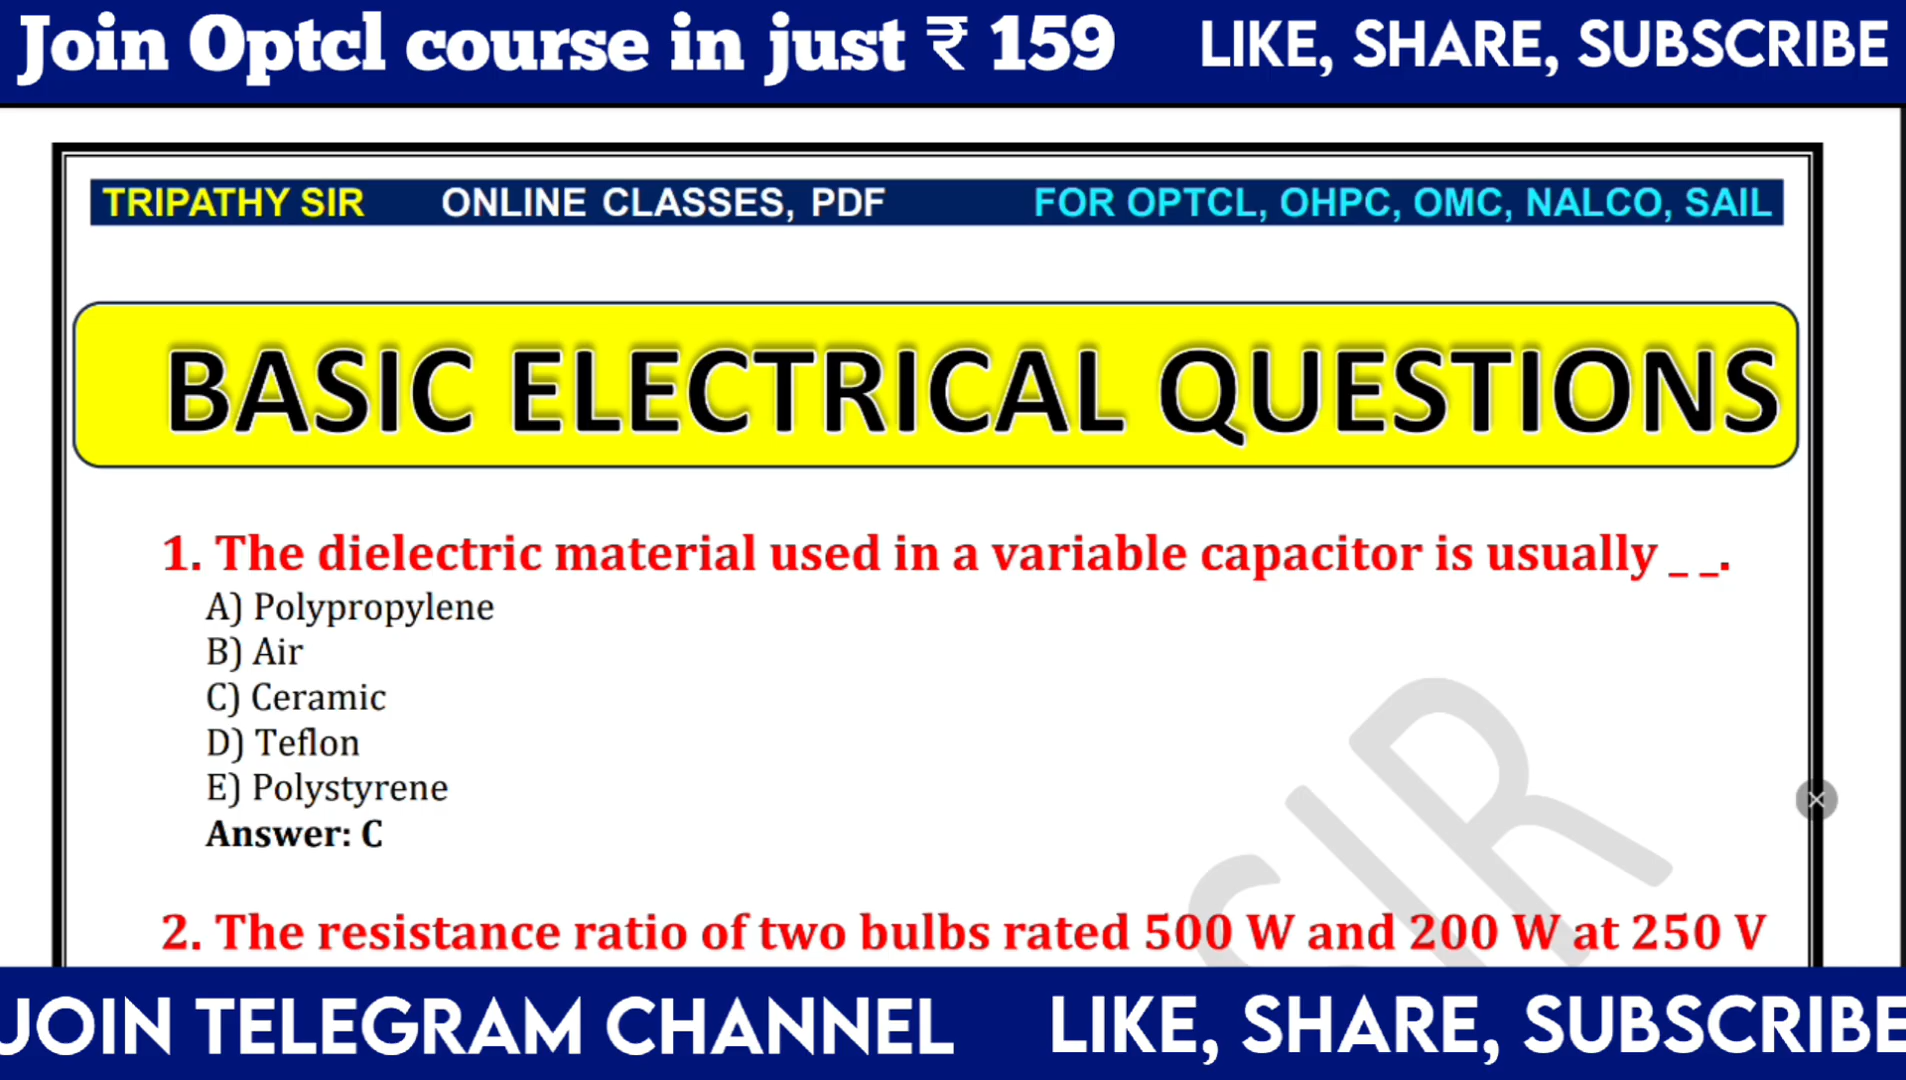 Join Optcl course in just ₹ 159 LIKE, SHARE, SUBSCRIBE
TRIPATHY SIR ONLINE CLASSES, PDF FOR OPTCL, OHPC, OMC, NALCO, SAIL
BASIC ELECTRICAL QUESTIONS
1. The dielectric material used in a variable capacitor is usually _ _.
A) Polypropylene
B) Air
C) Ceramic
D) Teflon
E) Polystyrene
Answer: C
SIR
2. The resistance ratio of two bulbs rated 500 W and 200 W at 250 V
JOIN TELEGRAM CHANNEL LIKE, SHARE, SUBSCRIBE